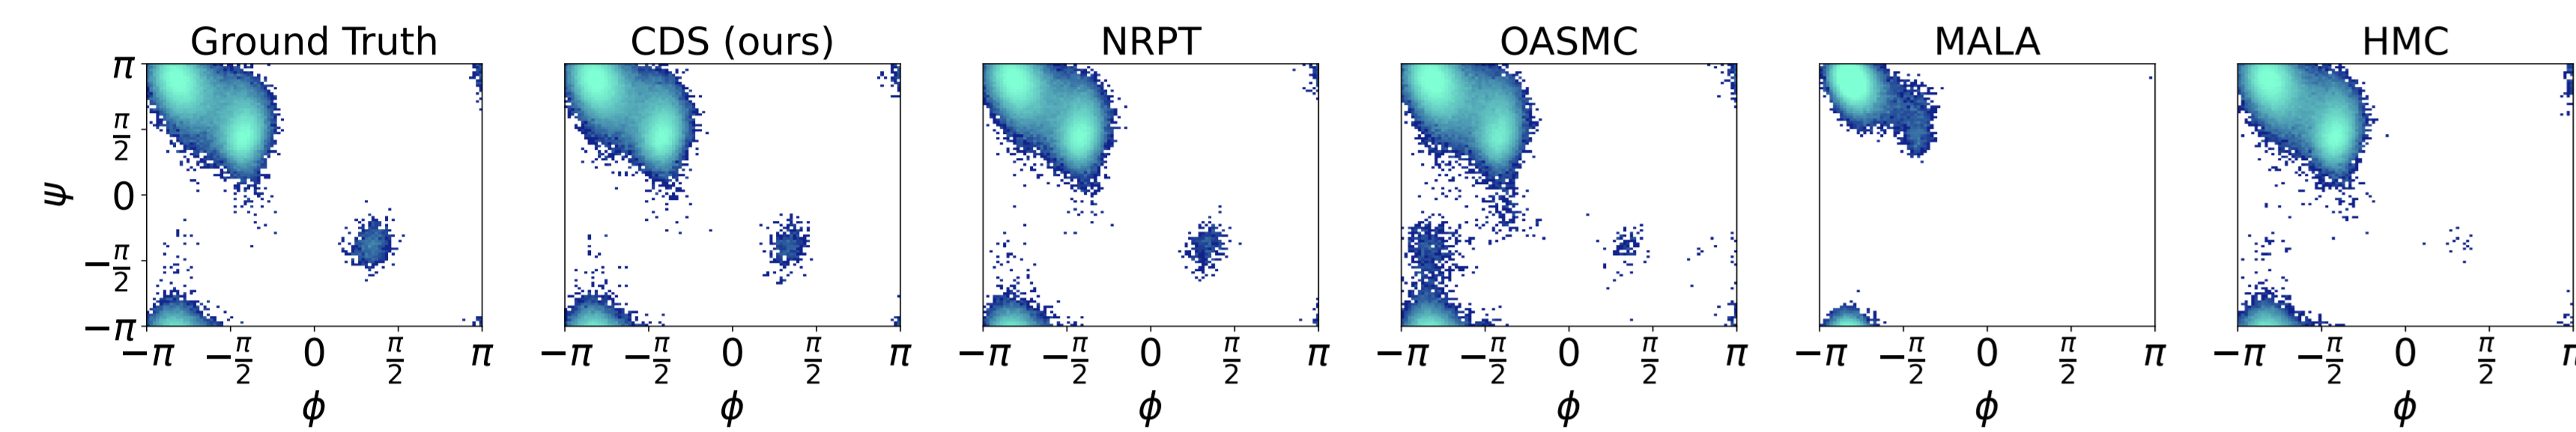 Ground Truth
CDS (ours)
NRPT
OASMC
MALA
HMC
ψ
π
π/2
0
−π/2
−π
−π −π/2 0 π/2 π
−π −π/2 0 π/2 π
−π −π/2 0 π/2 π
−π −π/2 0 π/2 π
−π −π/2 0 π/2 π
−π −π/2 0 π/2 π
ϕ
ϕ
ϕ
ϕ
ϕ
ϕ